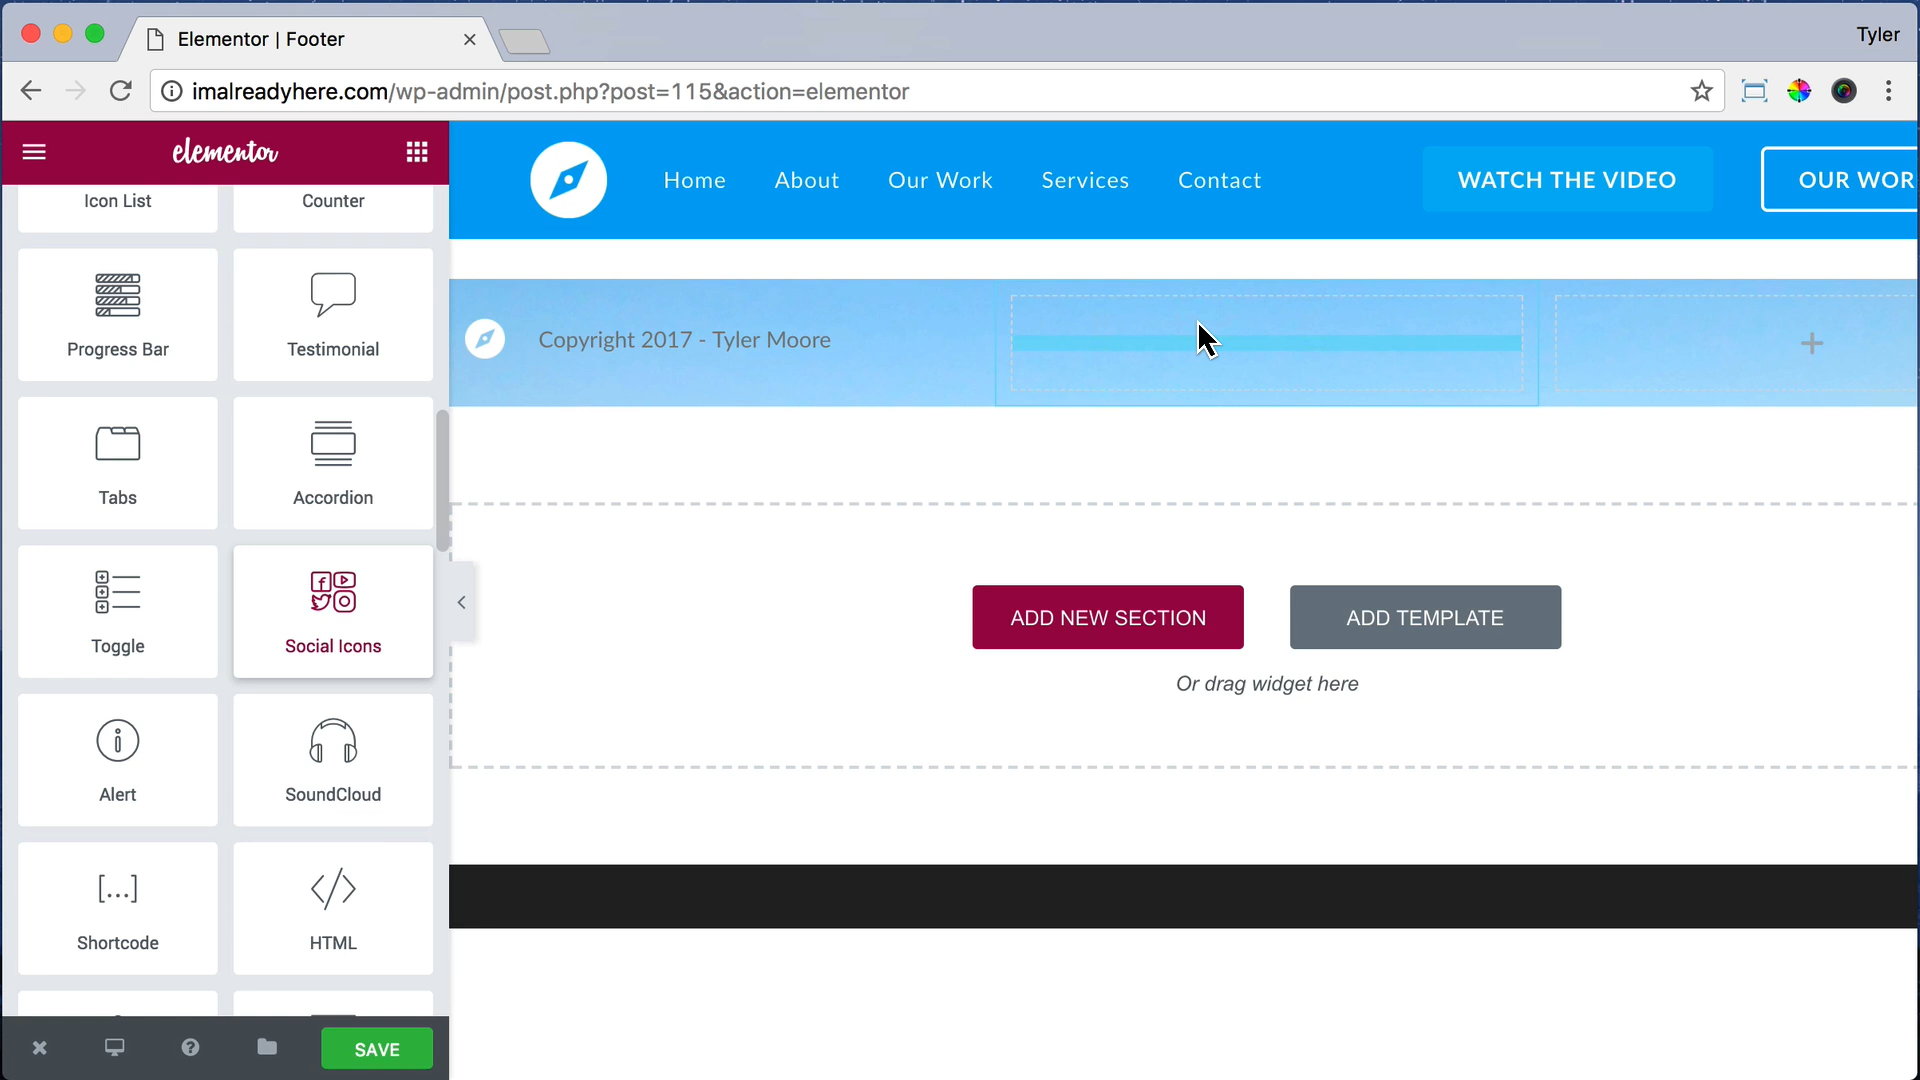 Elementor | Footer
Tyler
imalreadyhere.com/wp-admin/post.php?post=115&action=elementor
elementor
Icon List
Counter
Progress Bar
Testimonial
Tabs
Accordion
Toggle
Social Icons
Alert
SoundCloud
Shortcode
HTML
SAVE
Home
About
Our Work
Services
Contact
WATCH THE VIDEO
OUR WOR
Copyright 2017 - Tyler Moore
ADD NEW SECTION
ADD TEMPLATE
Or drag widget here